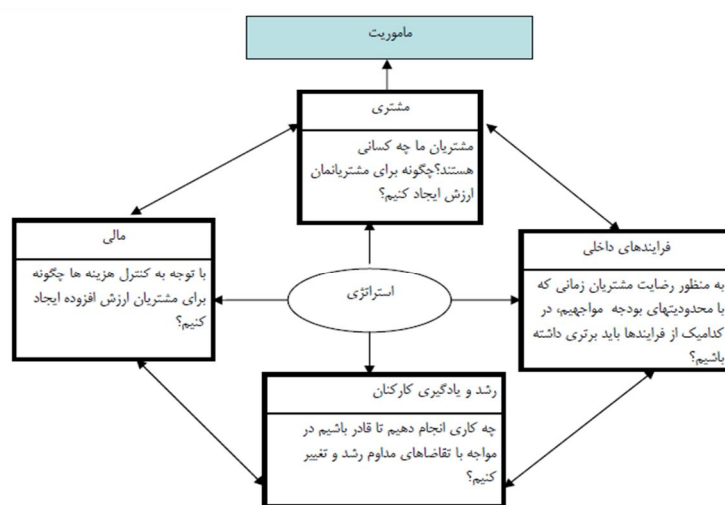 ماموریت
مشتری
مشتریان ما چه کسانی
هستند؟چگونه برای مشتریانمان
ارزش ایجاد کنیم؟
فرایندهای داخلی
به منظور رضایت مشتریان زمانی که
با محدودیتهای بودجه مواجهیم، در
کدامیک از فرایندها باید برتری داشته
باشیم؟
مالی
با توجه به کنترل هزینه ها چگونه
برای مشتریان ارزش افزوده ایجاد
کنیم؟
استراتژی
رشد و یادگیری کارکنان
چه کاری انجام دهیم تا قادر باشیم در
مواجه با تقاضاهای مداوم رشد و تغییر
کنیم؟